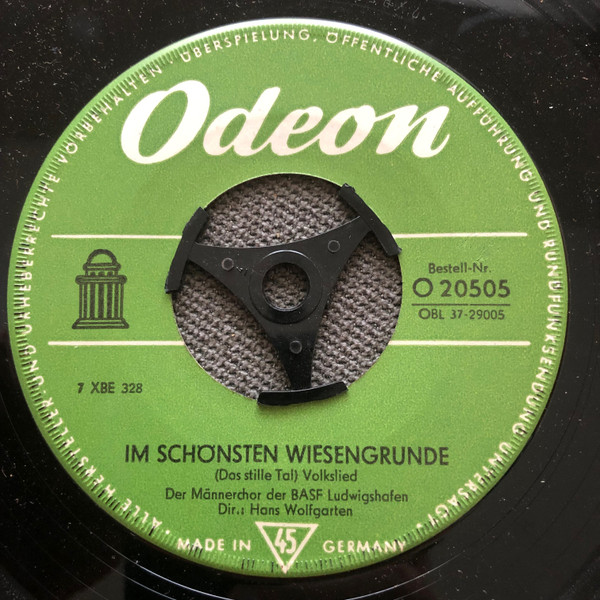 ALLE HERSTELLER- UND URHEBERRECHTE VORBEHALTEN · ÜBERSPIELUNG, ÖFFENTLICHE AUFFÜHRUNG UND RUNDFUNKSENDUNG UNTERSAGT
Odeon
Bestell-Nr.
O 20505
OBL 37-29005
7 XBE 328
IM SCHÖNSTEN WIESENGRUNDE
(Das stille Tal) Volkslied
Der Männerchor der BASF Ludwigshafen
Dir.: Hans Wolfgarten
MADE IN 45 GERMANY